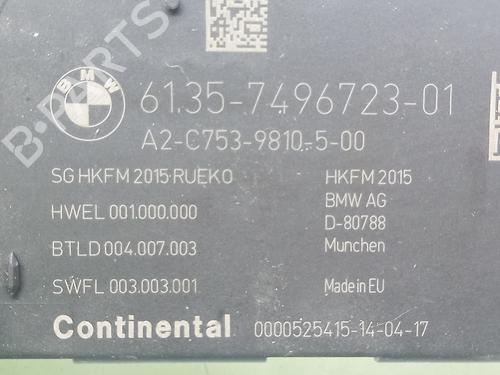 BMW
61.35-7496723-01
A2-C753-9810-5-00
SG HKFM 2015 RUEKO
HKFM 2015
HWEL 001.000.000
BMW AG
D-80788
BTLD 004.007.003
Munchen
SWFL 003.003.001
Made in EU
Continental 0000525415-14-04-17
B-PARTS